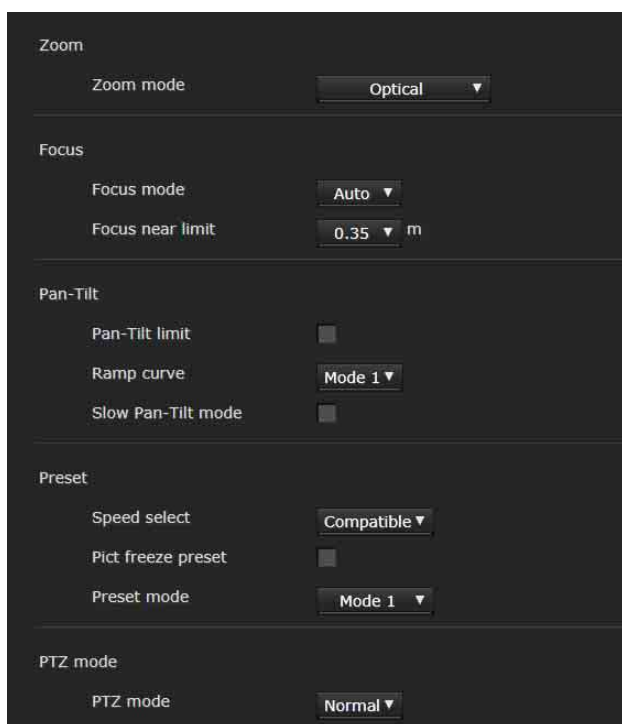 Zoom
Zoom mode Optical
Focus
Focus mode Auto
Focus near limit 0.35 m
Pan-Tilt
Pan-Tilt limit
Ramp curve Mode 1
Slow Pan-Tilt mode
Preset
Speed select Compatible
Pict freeze preset
Preset mode Mode 1
PTZ mode
PTZ mode Normal